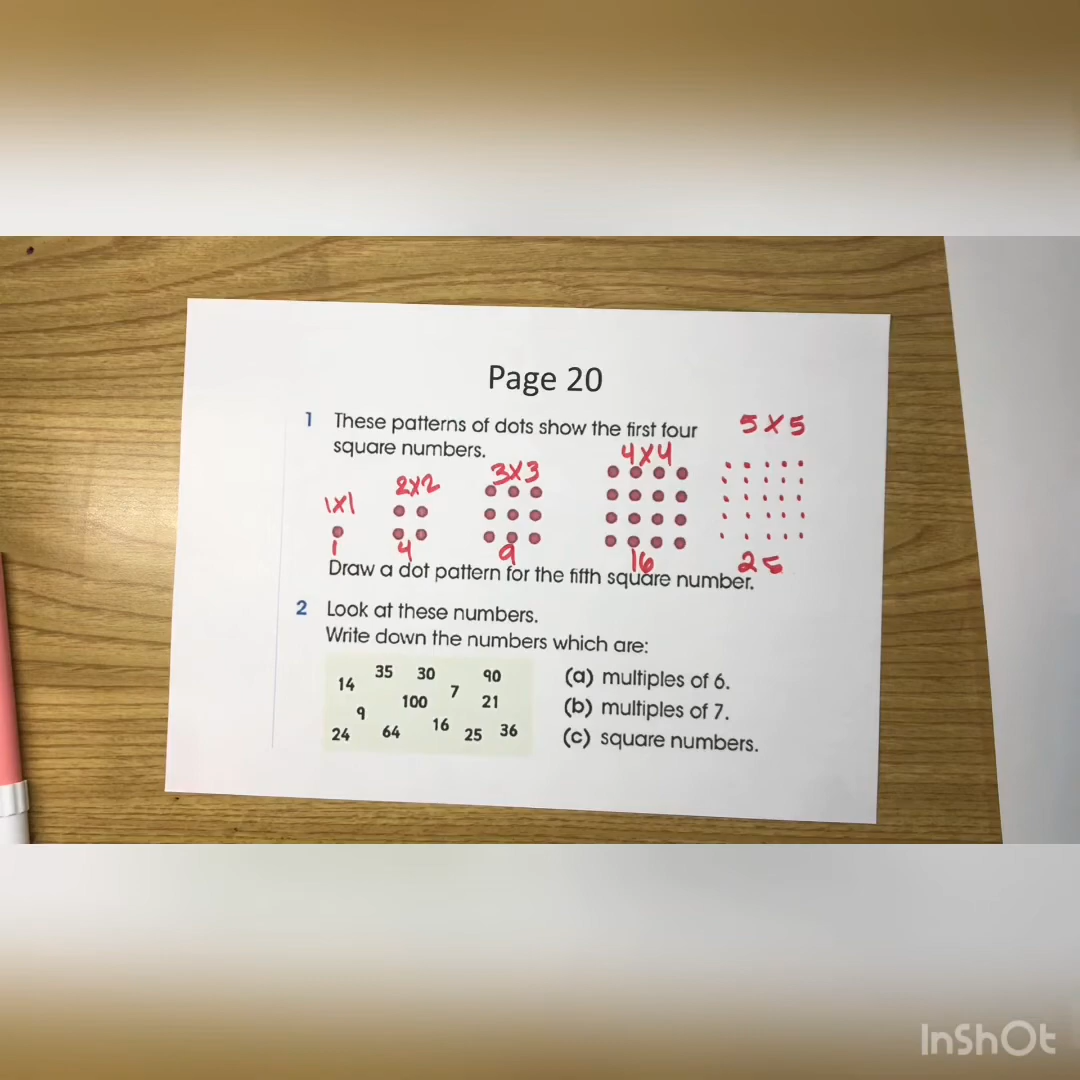 Page 20
1 These patterns of dots show the first four
square numbers.
5 X 5
1X1 2X2 3X3 4X4
1 4 9 16 25
Draw a dot pattern for the fifth square number.
2 Look at these numbers.
Write down the numbers which are:
14 35 30 90
9 100 7 21
24 64 16 25 36
(a) multiples of 6.
(b) multiples of 7.
(c) square numbers.
InShOt